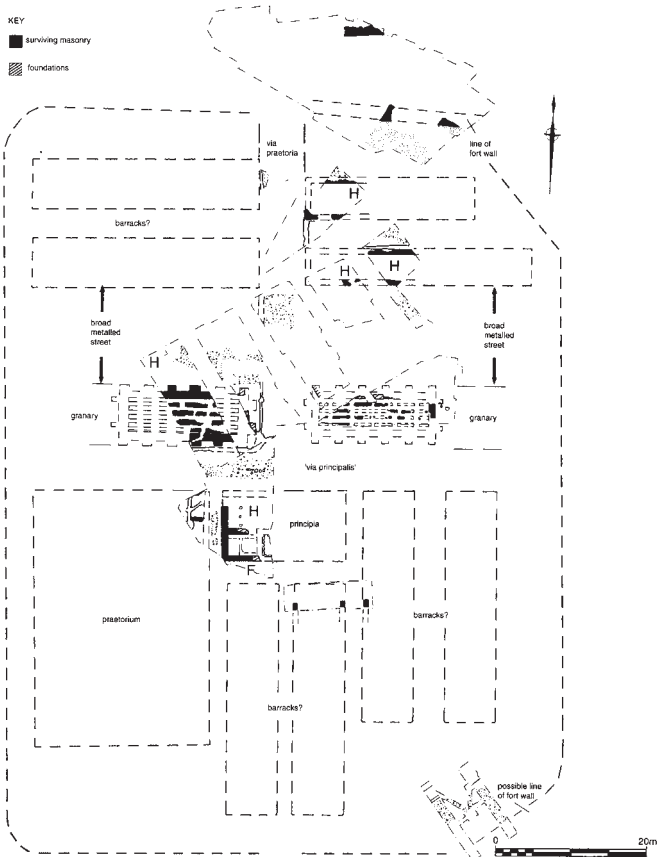 KEY
surviving masonry
foundations
via
praetoria
line of
fort wall
H
barracks?
H
H
broad
metalled
street
broad
metalled
street
H
granary
granary
'via principalis'
H
principia
F
praetorium
barracks?
barracks?
possible line
of fort wall
0
20m